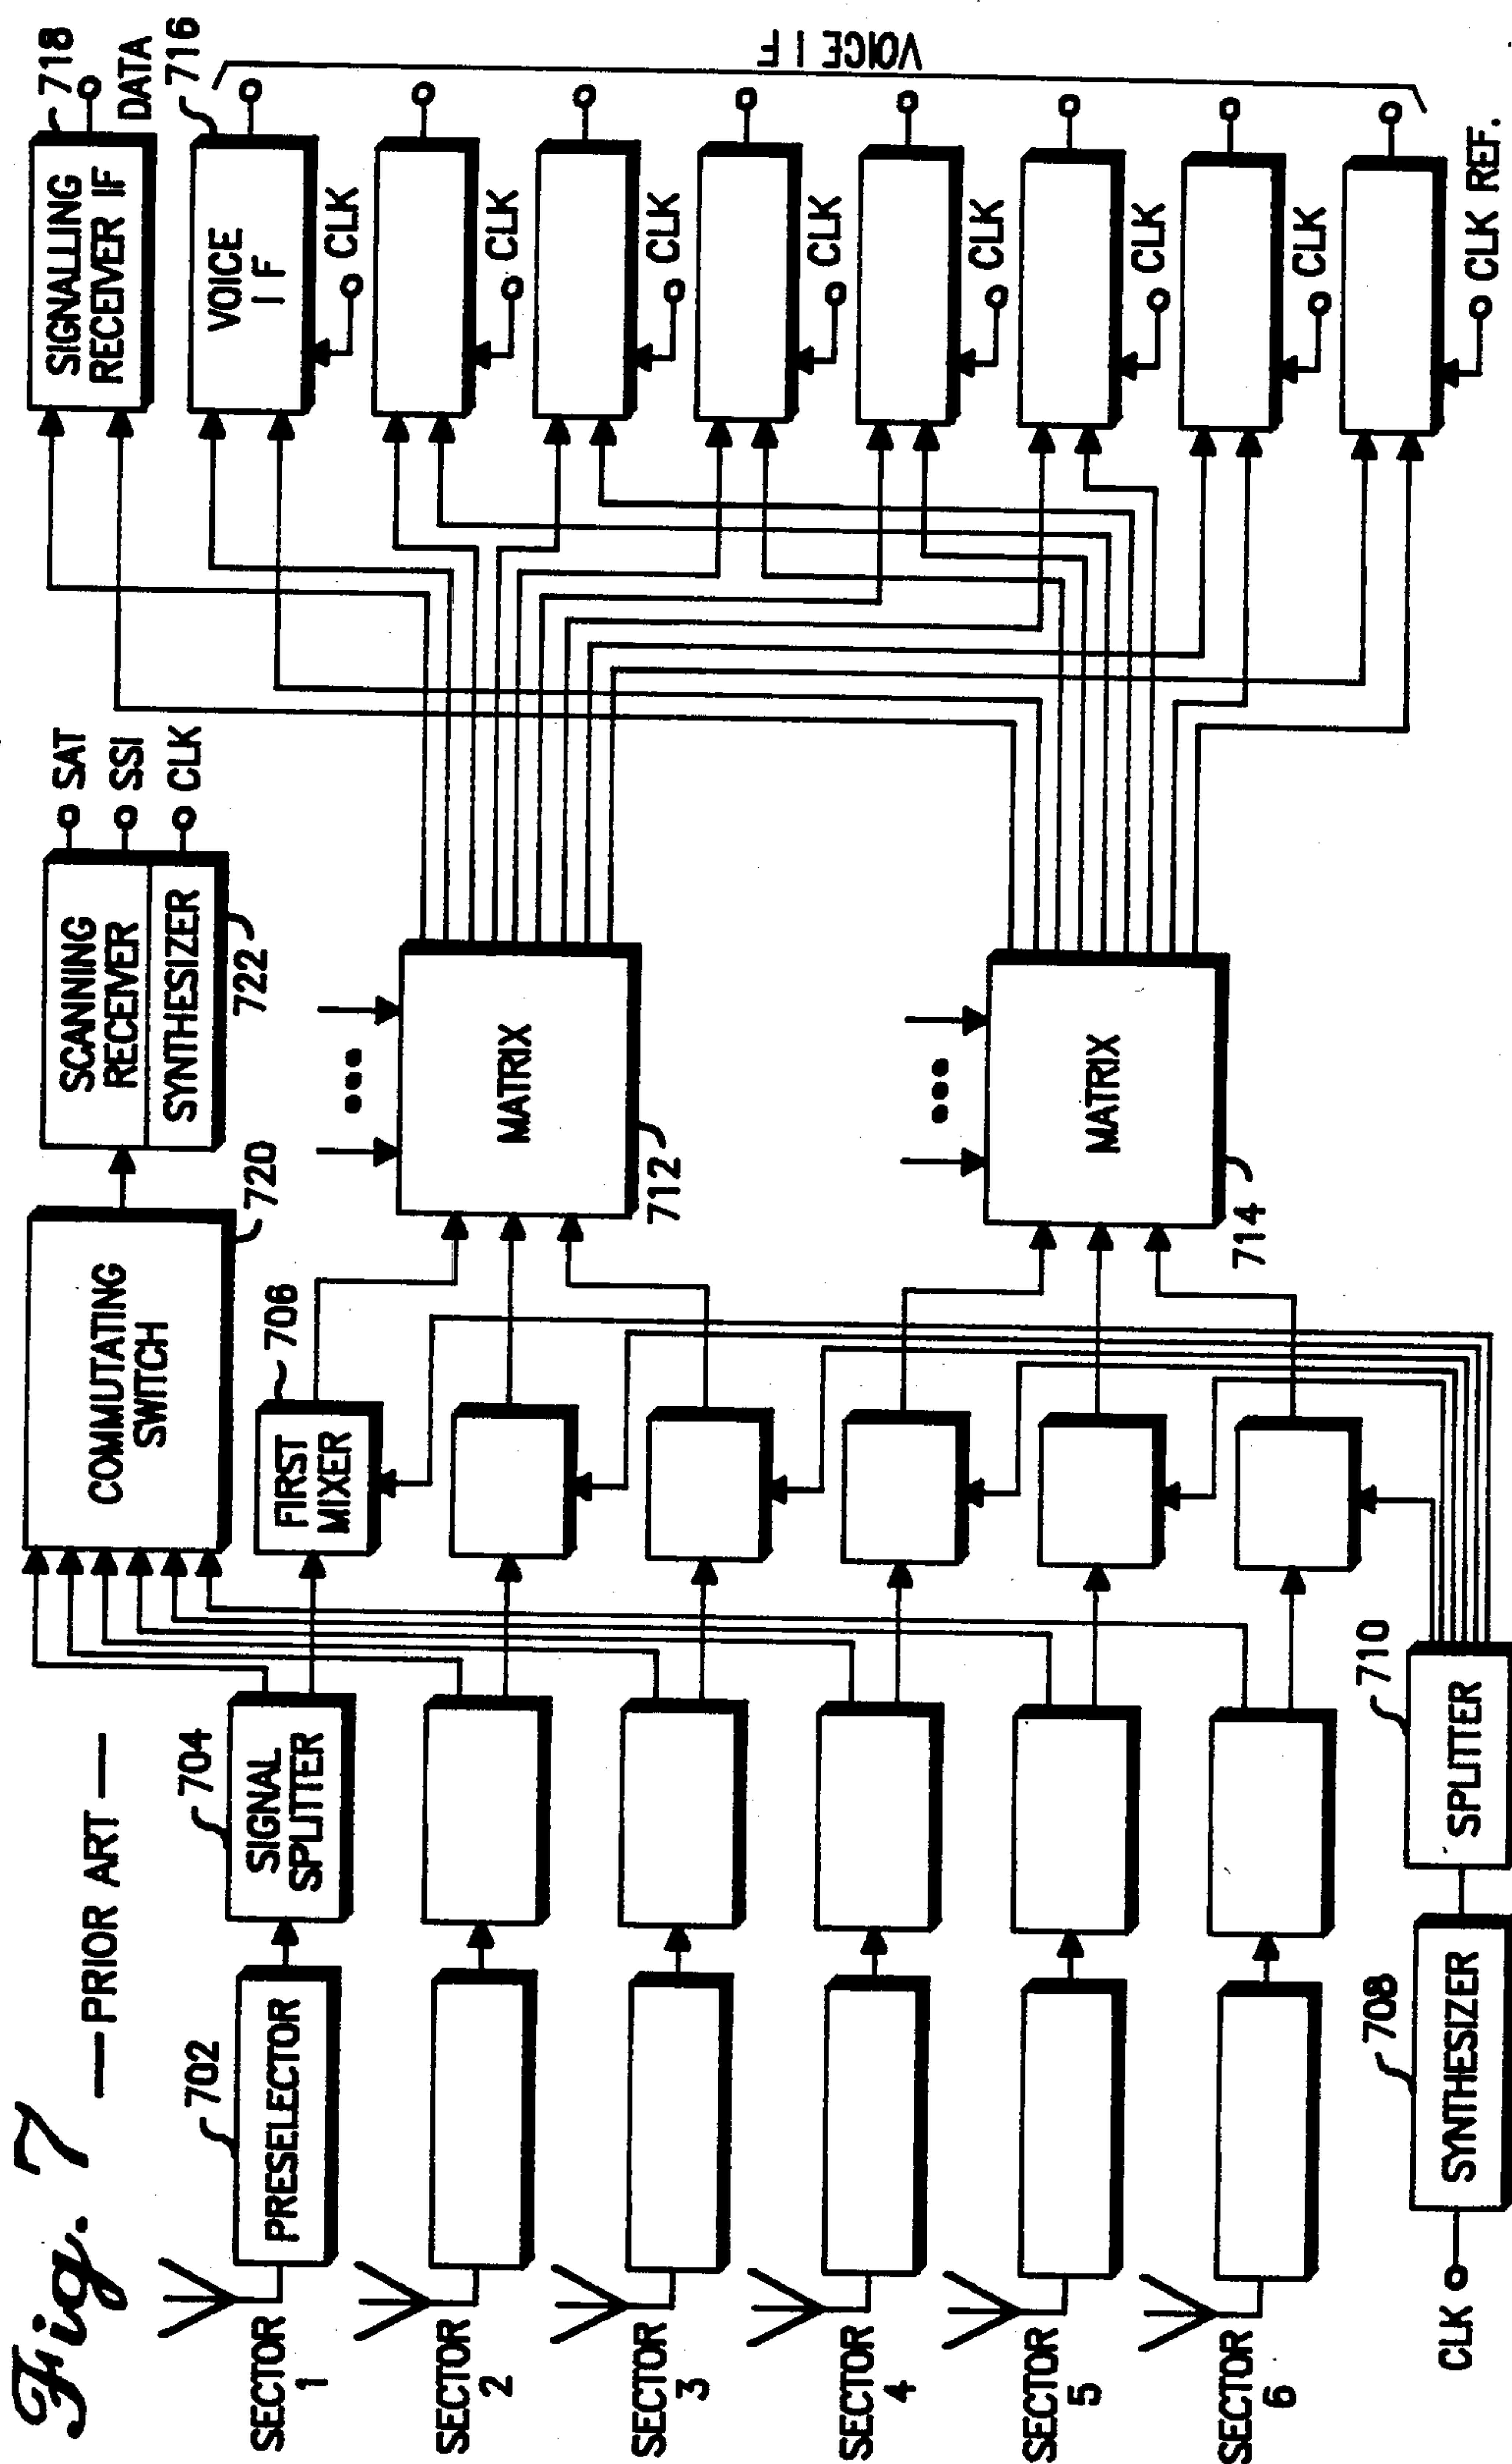 Fig. 7
—PRIOR ART—
SECTOR
1
SECTOR
2
SECTOR
3
SECTOR
4
SECTOR
5
SECTOR
6
702
PRESELECTOR
704
SIGNAL
SPLITTER
CLK
708
SYNTHESIZER
710
SPLITTER
COMMUTATING
SWITCH
720
706
FIRST
MIXER
SCANNING
RECEIVER
SYNTHESIZER
722
SAT
SSI
CLK
MATRIX
712
MATRIX
714
SIGNALLING
RECEIVER IF
718
DATA
716
VOICE
IF
CLK
CLK
CLK
CLK
CLK
CLK
CLK
CLK REF.
VOICE IF